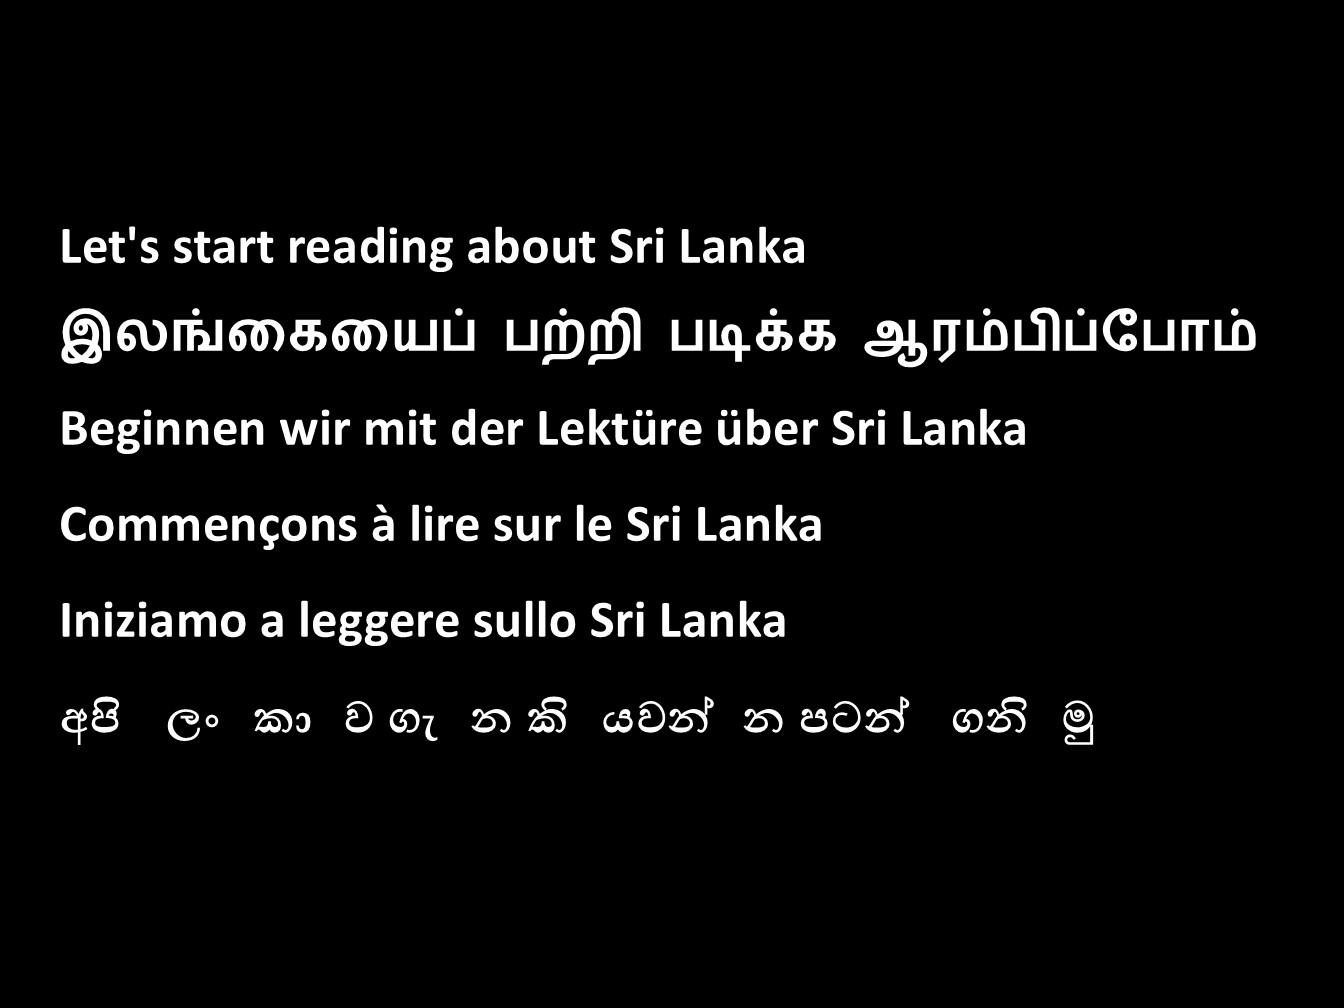 Let's start reading about Sri Lanka
இலங்கையைப் பற்றி படிக்க ஆரம்பிப்போம்
Beginnen wir mit der Lektüre über Sri Lanka
Commençons à lire sur le Sri Lanka
Iniziamo a leggere sullo Sri Lanka
අපි ලංකාව ගැන කියවන්න පටන් ගනිමු